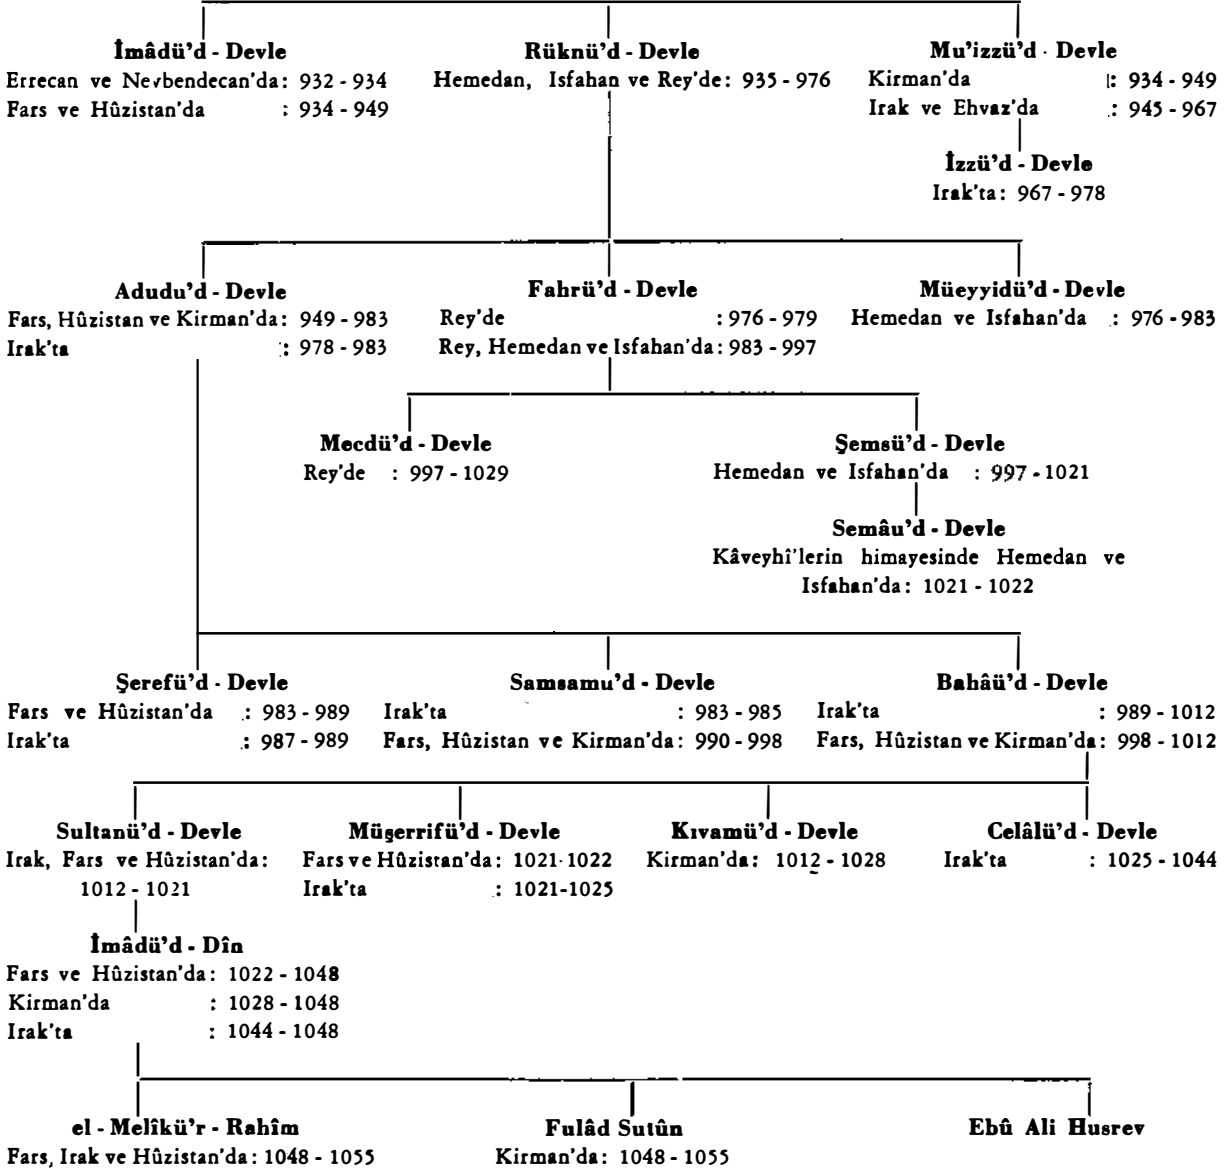 İmâdü'd - Devle
Errecan ve Nevbendecan'da: 932 - 934
Fars ve Hûzistan'da : 934 - 949
Rüknü'd - Devle
Hemedan, Isfahan ve Rey'de: 935 - 976
Mu'izzü'd - Devle
Kirman'da : 934 - 949
Irak ve Ehvaz'da : 945 - 967
İzzü'd - Devle
Irak'ta: 967 - 978
Adudu'd - Devle
Fars, Hûzistan ve Kirman'da: 949 - 983
Irak'ta : 978 - 983
Fahrü'd - Devle
Rey'de : 976 - 979
Rey, Hemedan ve Isfahan'da: 983 - 997
Müeyyidü'd - Devle
Hemedan ve Isfahan'da : 976 - 983
Mecdü'd - Devle
Rey'de : 997 - 1029
Şemsü'd - Devle
Hemedan ve Isfahan'da : 997 - 1021
Semâu'd - Devle
Kâveyhî'lerin himayesinde Hemedan ve
Isfahan'da: 1021 - 1022
Şerefü'd - Devle
Fars ve Hûzistan'da : 983 - 989
Irak'ta : 987 - 989
Samsamu'd - Devle
Irak'ta : 983 - 985
Fars, Hûzistan ve Kirman'da: 990 - 998
Bahâü'd - Devle
Irak'ta : 989 - 1012
Fars, Hûzistan ve Kirman'da: 998 - 1012
Sultanü'd - Devle
Irak, Fars ve Hûzistan'da:
1012 - 1021
Müşerrifü'd - Devle
Fars ve Hûzistan'da: 1021-1022
Irak'ta : 1021-1025
Kıvamü'd - Devle
Kirman'da: 1012 - 1028
Celâlü'd - Devle
Irak'ta : 1025 - 1044
İmâdü'd - Dîn
Fars ve Hûzistan'da: 1022 - 1048
Kirman'da : 1028 - 1048
Irak'ta : 1044 - 1048
el - Melîkü'r - Rahîm
Fars, Irak ve Hûzistan'da: 1048 - 1055
Fulâd Sutûn
Kirman'da: 1048 - 1055
Ebû Ali Husrev